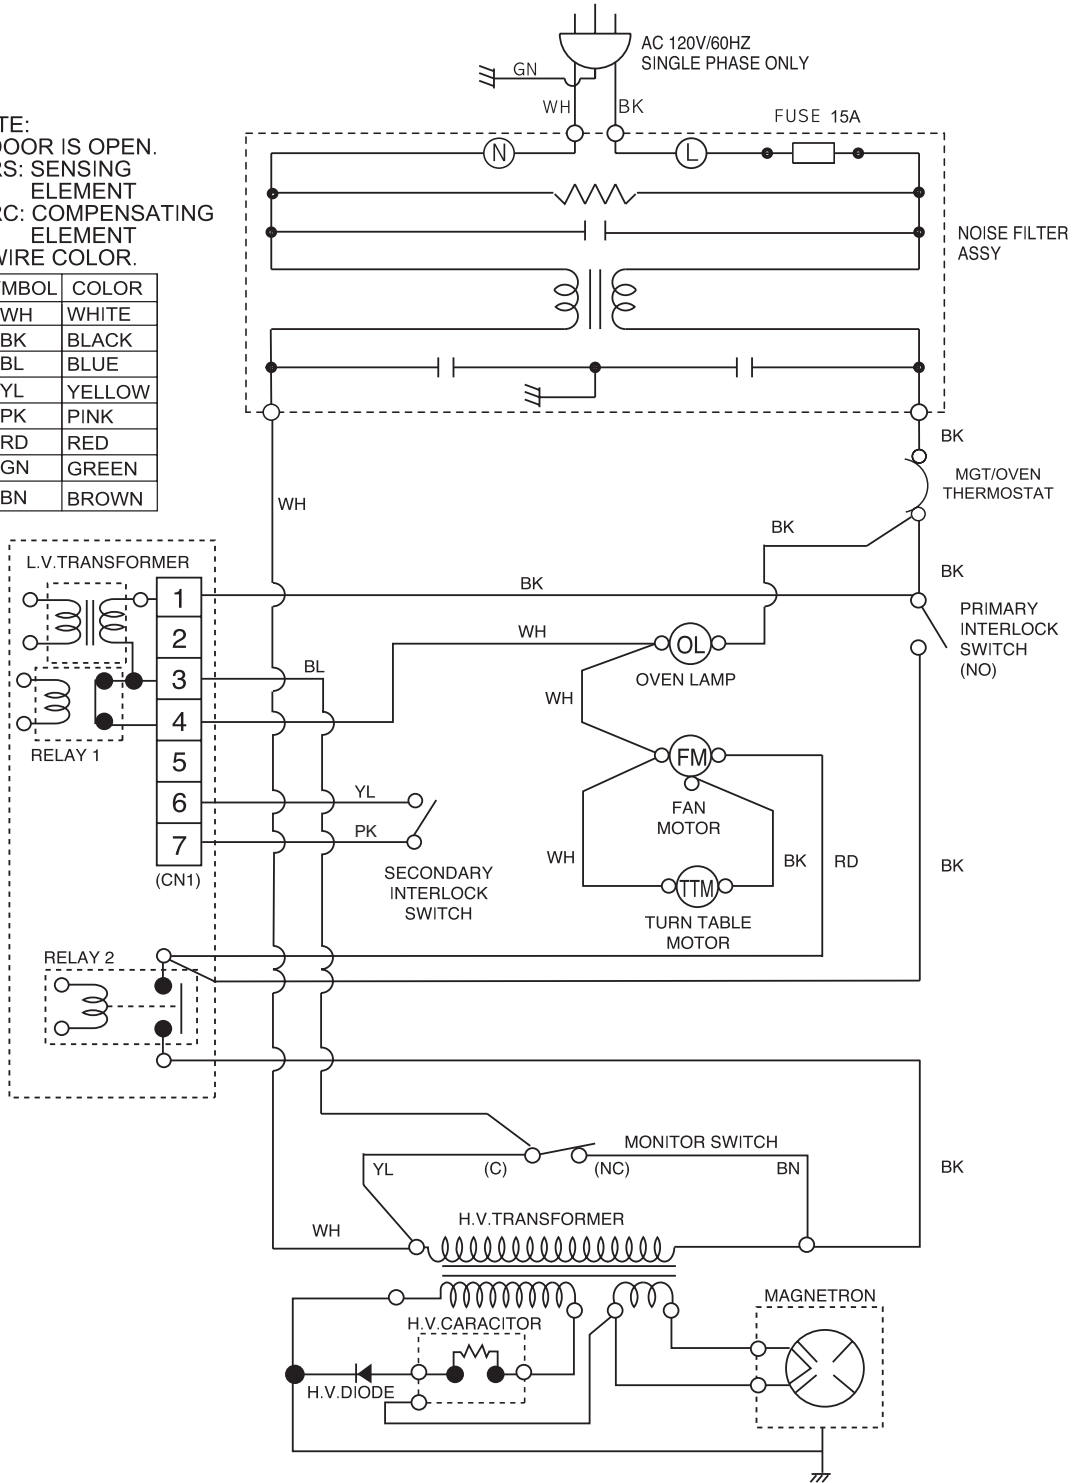 AC 120V/60HZ
SINGLE PHASE ONLY
GN
WH
BK
FUSE 15A
N
L
NOISE FILTER
ASSY
TE:
DOOR IS OPEN.
RS: SENSING
ELEMENT
RC: COMPENSATING
ELEMENT
WIRE COLOR.
YMBOL COLOR
WH WHITE
BK BLACK
BL BLUE
YL YELLOW
PK PINK
RD RED
GN GREEN
BN BROWN
BK
MGT/OVEN
THERMOSTAT
WH
BK
L.V.TRANSFORMER
BK
BK
PRIMARY
INTERLOCK
SWITCH
(NO)
1
2
3
4
5
6
7
(CN1)
WH
OL
OVEN LAMP
BL
WH
RELAY 1
FM
FAN
MOTOR
YL
PK
SECONDARY
INTERLOCK
SWITCH
WH
BK
RD
BK
TTM
TURN TABLE
MOTOR
RELAY 2
MONITOR SWITCH
YL
(C)
(NC)
BN
BK
WH
H.V.TRANSFORMER
MAGNETRON
H.V.CARACITOR
H.V.DIODE